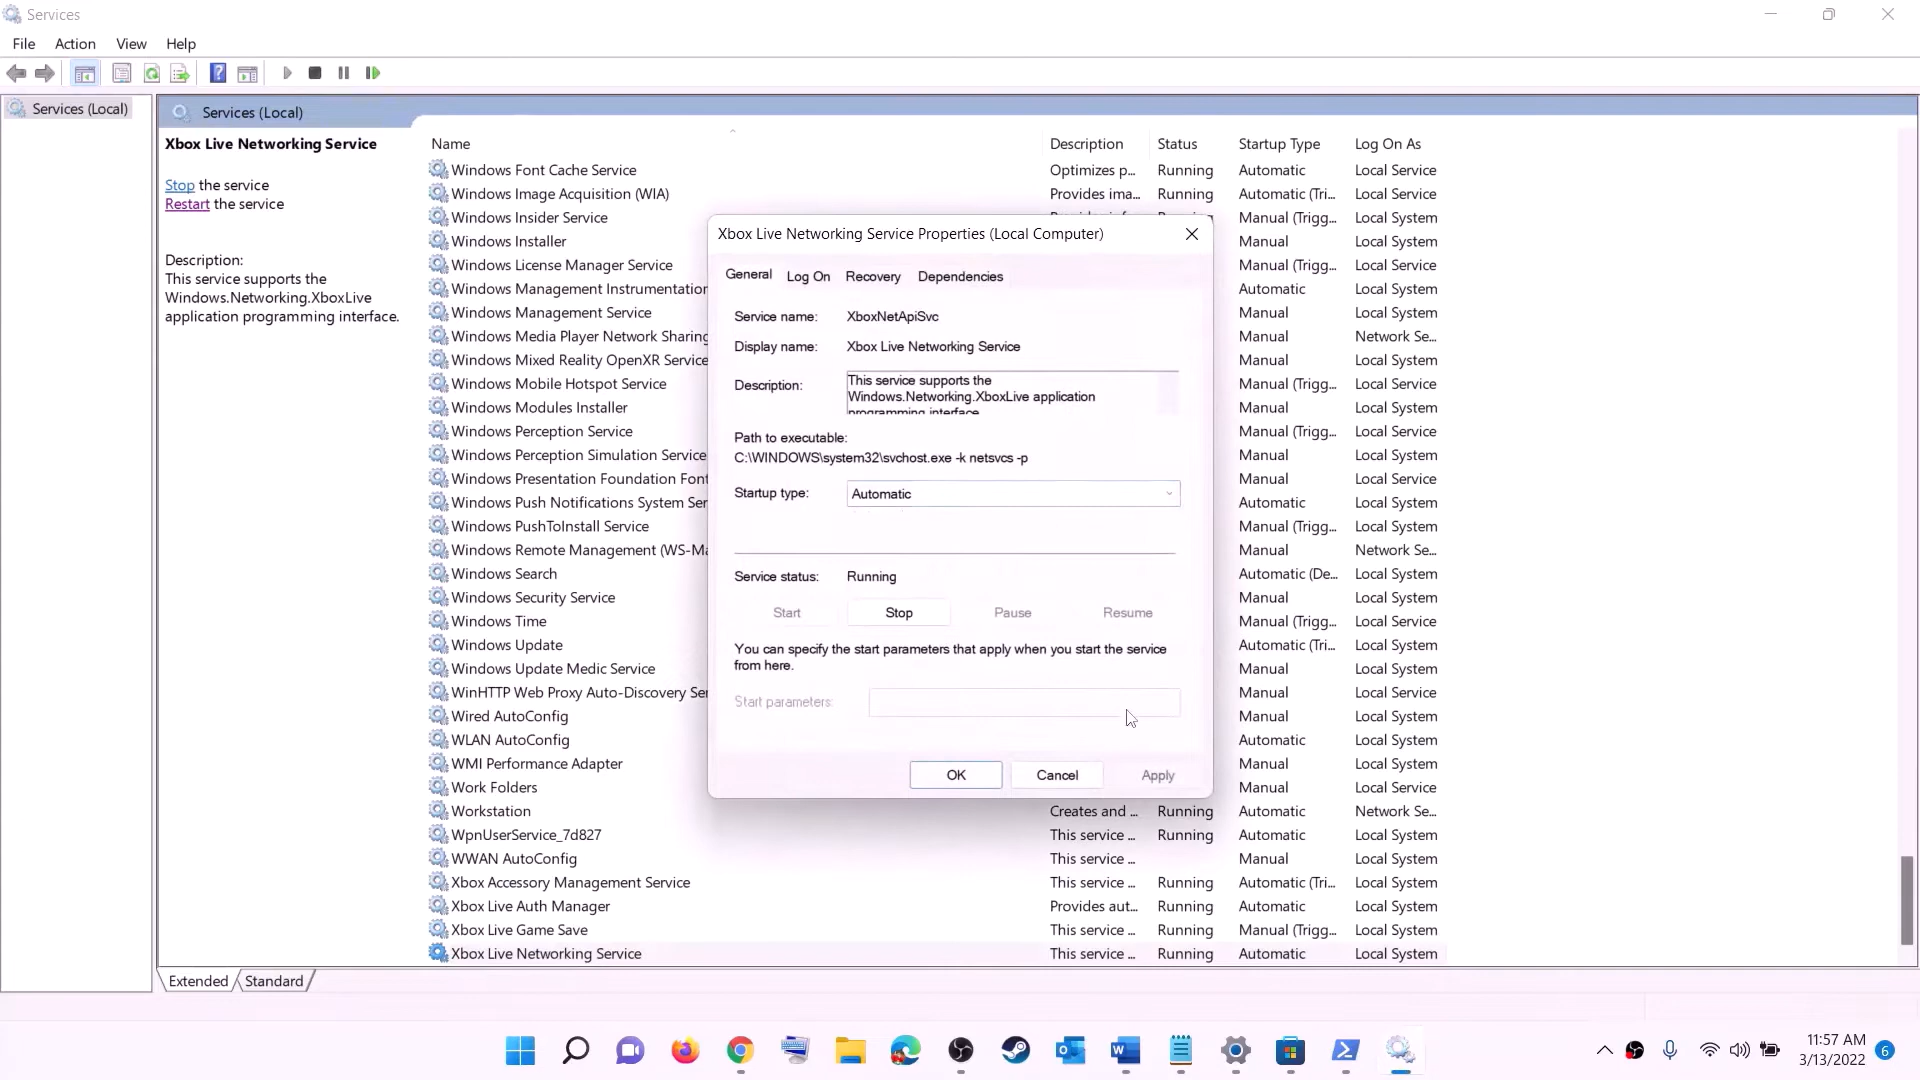 Services
File Action View Help
Services (Local)
Services (Local)
Xbox Live Networking Service
Stop the service
Restart the service
Description:
This service supports the
Windows.Networking.XboxLive
application programming interface.
Name Description Status Startup Type Log On As
Windows Font Cache Service Optimizes p... Running Automatic Local Service
Windows Image Acquisition (WIA) Provides ima... Running Automatic (Tri... Local Service
Windows Insider Service Manual (Trigg... Local System
Windows Installer Manual Local System
Windows License Manager Service Manual (Trigg... Local Service
Windows Management Instrumentation Automatic Local System
Windows Management Service Manual Local System
Windows Media Player Network Sharing Manual Network Se...
Windows Mixed Reality OpenXR Service Manual Local System
Windows Mobile Hotspot Service Manual (Trigg... Local Service
Windows Modules Installer Manual Local System
Windows Perception Service Manual (Trigg... Local Service
Windows Perception Simulation Service Manual Local System
Windows Presentation Foundation Font Manual Local Service
Windows Push Notifications System Ser Automatic Local System
Windows PushToInstall Service Manual (Trigg... Local System
Windows Remote Management (WS-Ma Manual Network Se...
Windows Search Automatic (De... Local System
Windows Security Service Manual Local System
Windows Time Manual (Trigg... Local Service
Windows Update Automatic (Tri... Local System
Windows Update Medic Service Manual Local System
WinHTTP Web Proxy Auto-Discovery Ser Manual Local Service
Wired AutoConfig Manual Local System
WLAN AutoConfig Automatic Local System
WMI Performance Adapter Manual Local System
Work Folders Manual Local Service
Workstation Creates and ... Running Automatic Network Se...
WpnUserService_7d827 This service ... Running Automatic Local System
WWAN AutoConfig This service ... Manual Local System
Xbox Accessory Management Service This service ... Running Automatic (Tri... Local System
Xbox Live Auth Manager Provides aut... Running Automatic Local System
Xbox Live Game Save This service ... Running Manual (Trigg... Local System
Xbox Live Networking Service This service ... Running Automatic Local System
Xbox Live Networking Service Properties (Local Computer)
General Log On Recovery Dependencies
Service name: XboxNetApiSvc
Display name: Xbox Live Networking Service
Description: This service supports the
Windows.Networking.XboxLive application
programming interface
Path to executable:
C:\WINDOWS\system32\svchost.exe -k netsvcs -p
Startup type: Automatic
Service status: Running
Start Stop Pause Resume
You can specify the start parameters that apply when you start the service
from here.
Start parameters:
OK Cancel Apply
Extended Standard
11:57 AM
3/13/2022 6